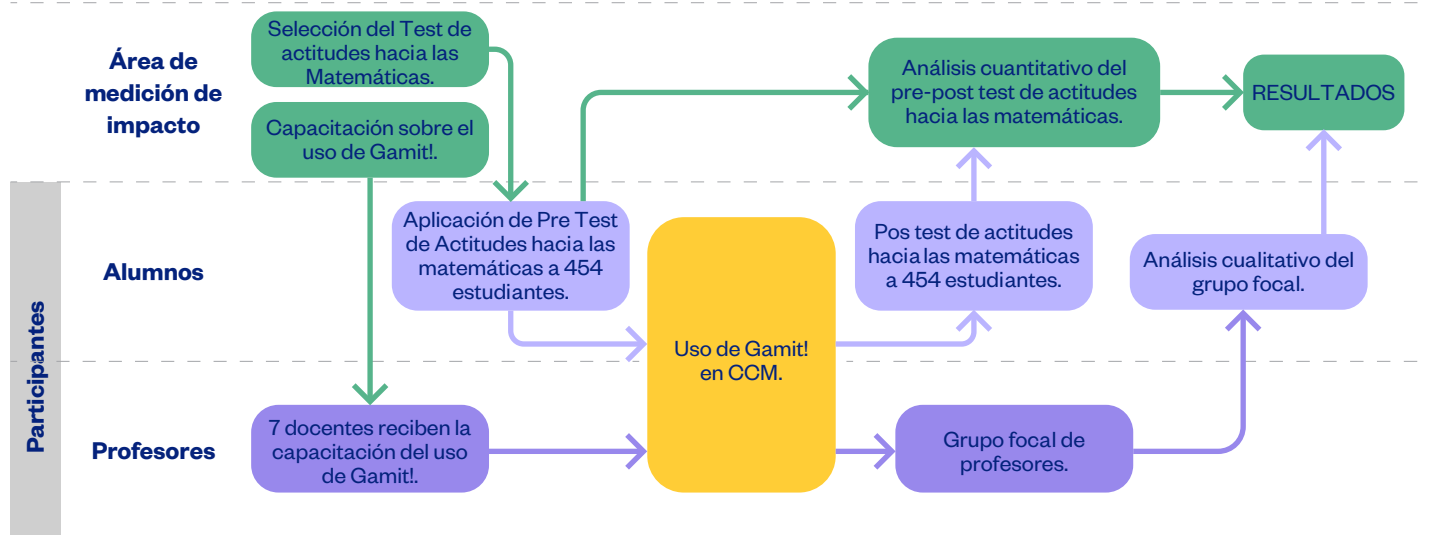 Área de
medición de
impacto
Selección del Test de
actitudes hacia las
Matemáticas.
Capacitación sobre el
uso de Gamit!.
Análisis cuantitativo del
pre-post test de actitudes
hacia las matemáticas.
RESULTADOS
Participantes
Alumnos
Aplicación de Pre Test
de Actitudes hacia las
matemáticas a 454
estudiantes.
Uso de Gamit!
en CCM.
Pos test de actitudes
hacia las matemáticas
a 454 estudiantes.
Análisis cualitativo del
grupo focal.
Profesores
7 docentes reciben la
capacitación del uso
de Gamit!.
Grupo focal de
profesores.